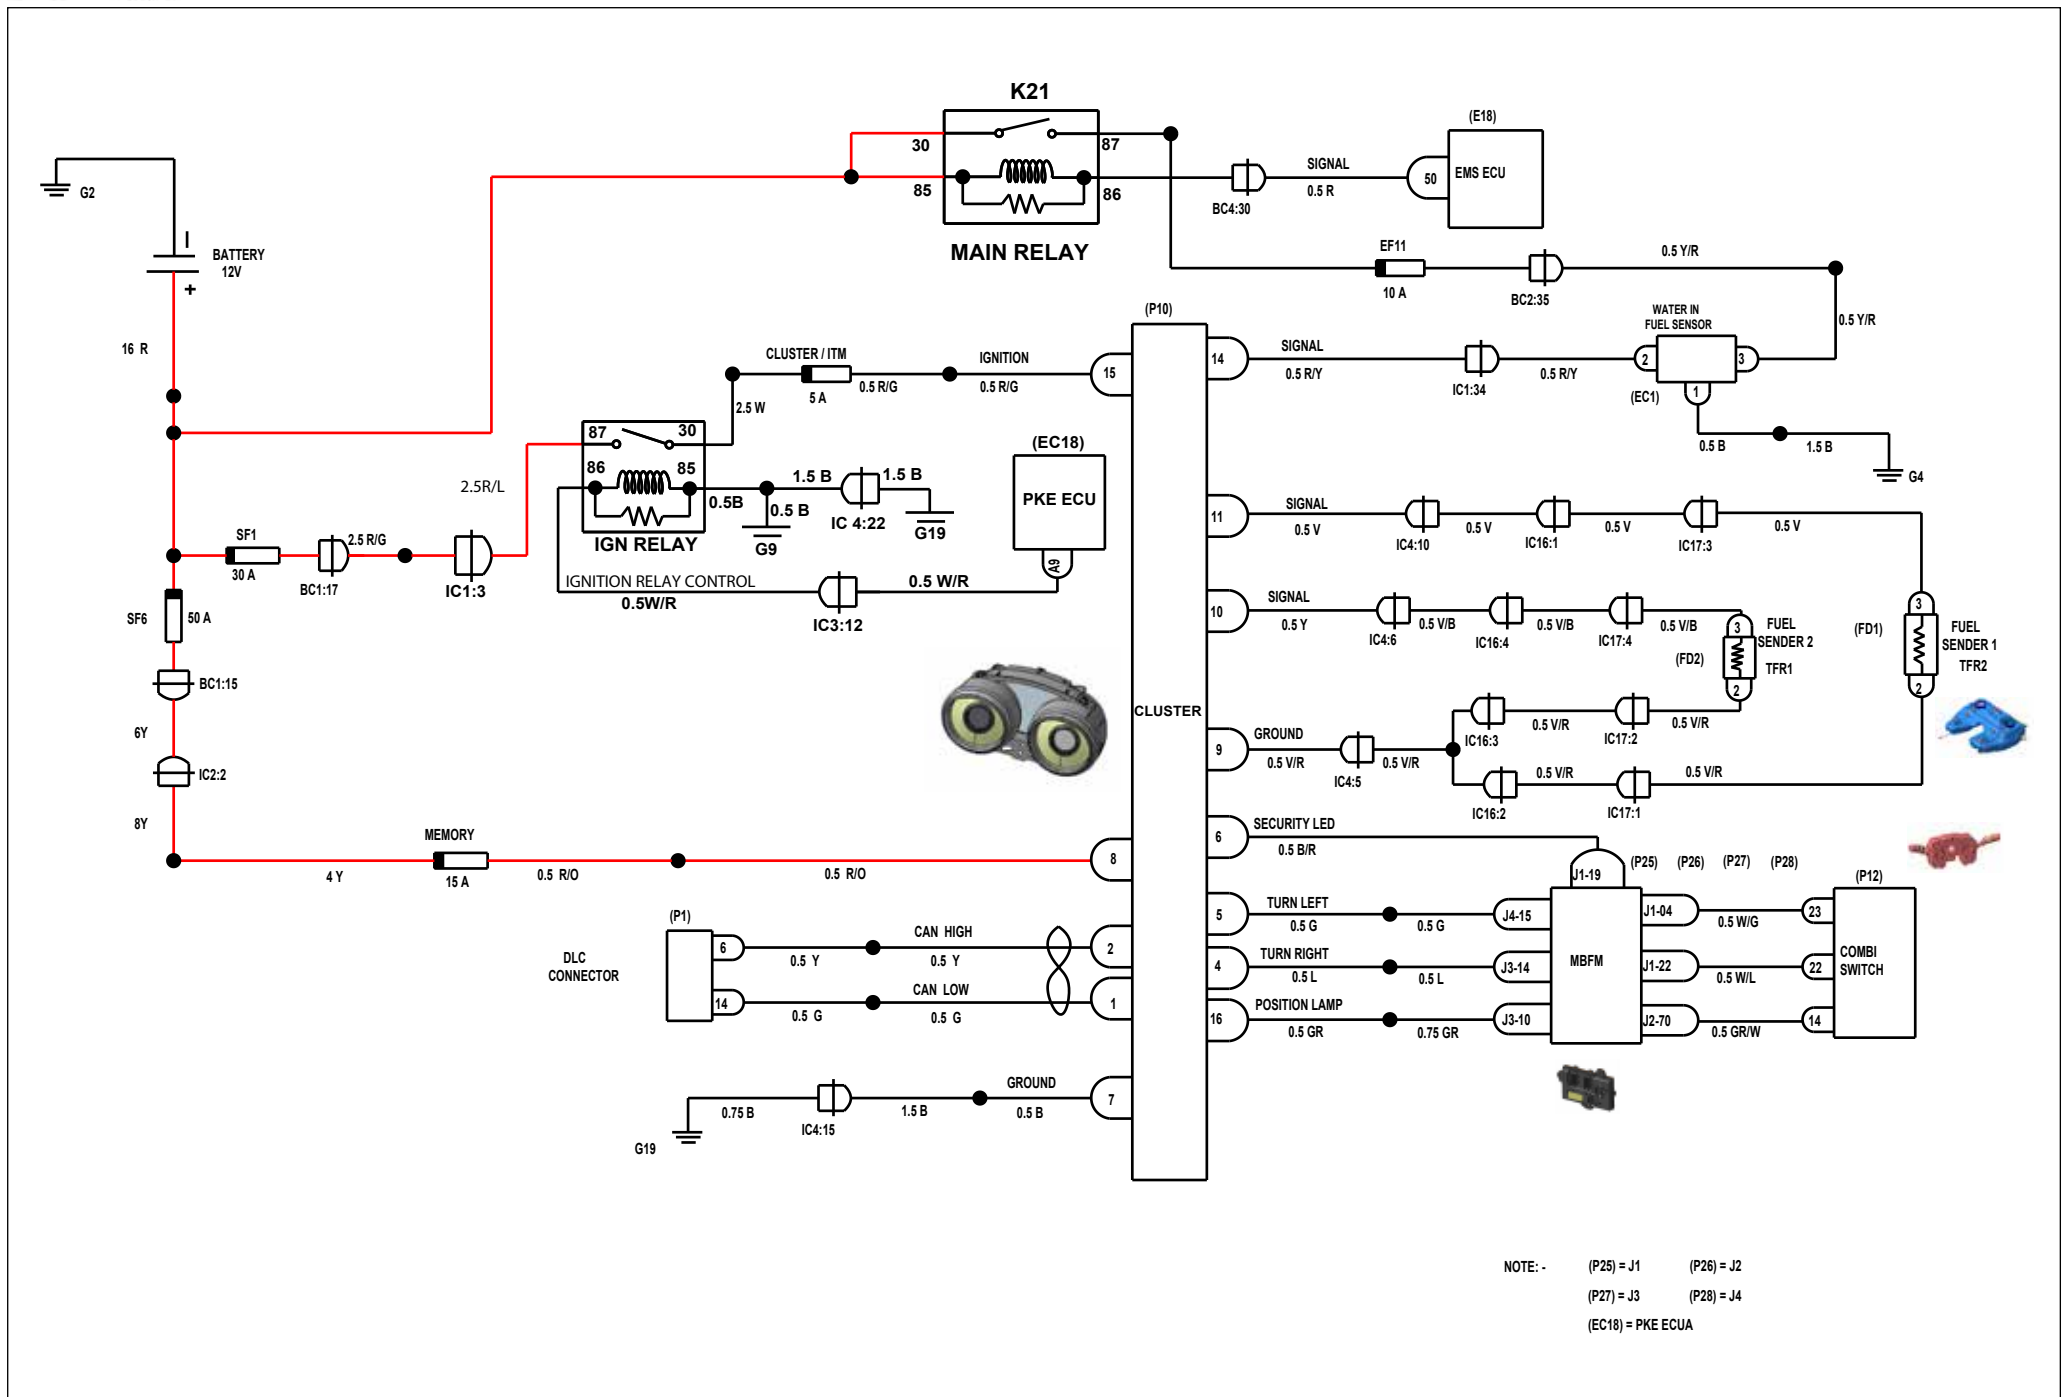 K21
30
87
85
86
MAIN RELAY
BC4:30
SIGNAL
0.5 R
(E18)
50
EMS ECU
G2
BATTERY
12V
+
16 R
EF11
10 A
BC2:35
0.5 Y/R
0.5 Y/R
(P10)
CLUSTER / ITM
5 A
0.5 R/G
IGNITION
0.5 R/G
15
2.5 W
14
SIGNAL
0.5 R/Y
IC1:34
0.5 R/Y
WATER IN
FUEL SENSOR
2
3
1
(EC1)
0.5 B
1.5 B
G4
87
30
86
85
IGN RELAY
2.5R/L
0.5B
0.5 B
G9
1.5 B
IC 4:22
1.5 B
G19
(EC18)
PKE ECU
A9
IGNITION RELAY CONTROL
0.5W/R
IC3:12
0.5 W/R
SF1
30 A
BC1:17
2.5 R/G
IC1:3
SF6
50 A
BC1:15
6Y
IC2:2
8Y
11
SIGNAL
0.5 V
IC4:10
0.5 V
IC16:1
0.5 V
IC17:3
0.5 V
10
SIGNAL
0.5 Y
IC4:6
0.5 V/B
IC16:4
0.5 V/B
IC17:4
0.5 V/B
3
FUEL
SENDER 2
TFR1
(FD2)
2
(FD1)
3
FUEL
SENDER 1
TFR2
2
CLUSTER
9
GROUND
0.5 V/R
IC4:5
0.5 V/R
IC16:3
0.5 V/R
IC17:2
0.5 V/R
IC16:2
0.5 V/R
IC17:1
0.5 V/R
4 Y
MEMORY
15 A
0.5 R/O
0.5 R/O
8
6
SECURITY LED
0.5 B/R
J1-19
(P25)
(P26)
(P27)
(P28)
(P12)
5
TURN LEFT
0.5 G
0.5 G
J4-15
J1-04
0.5 W/G
23
4
TURN RIGHT
0.5 L
0.5 L
J3-14
MBFM
J1-22
0.5 W/L
22
COMBI
SWITCH
16
POSITION LAMP
0.5 GR
0.75 GR
J3-10
J2-70
0.5 GR/W
14
(P1)
DLC
CONNECTOR
6
0.5 Y
CAN HIGH
0.5 Y
2
14
0.5 G
CAN LOW
0.5 G
1
G19
0.75 B
IC4:15
1.5 B
GROUND
0.5 B
7
NOTE: - (P25) = J1 (P26) = J2
(P27) = J3 (P28) = J4
(EC18) = PKE ECUA